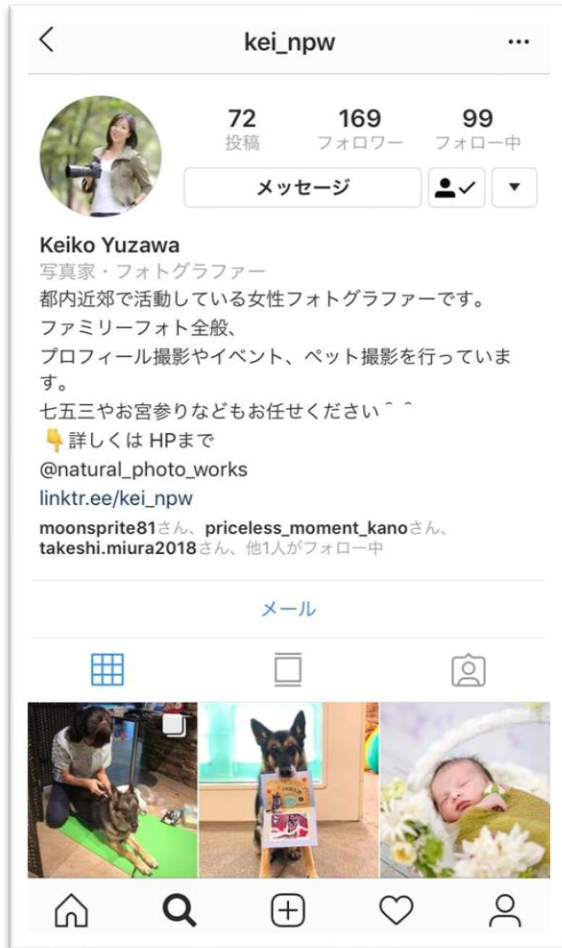 kei_npw
72 169 99
投稿 フォロワー フォロー中
メッセージ
Keiko Yuzawa
写真家・フォトグラファー
都内近郊で活動している女性フォトグラファーです。
ファミリーフォト全般、
プロフィール撮影やイベント、ペット撮影を行っていま
す。
七五三やお宮参りなどもお任せください＾＾
👇詳しくは HPまで
@natural_photo_works
linktr.ee/kei_npw
moonsprite81さん、priceless_moment_kanoさん、
takeshi.miura2018さん、他1人がフォロー中
メール